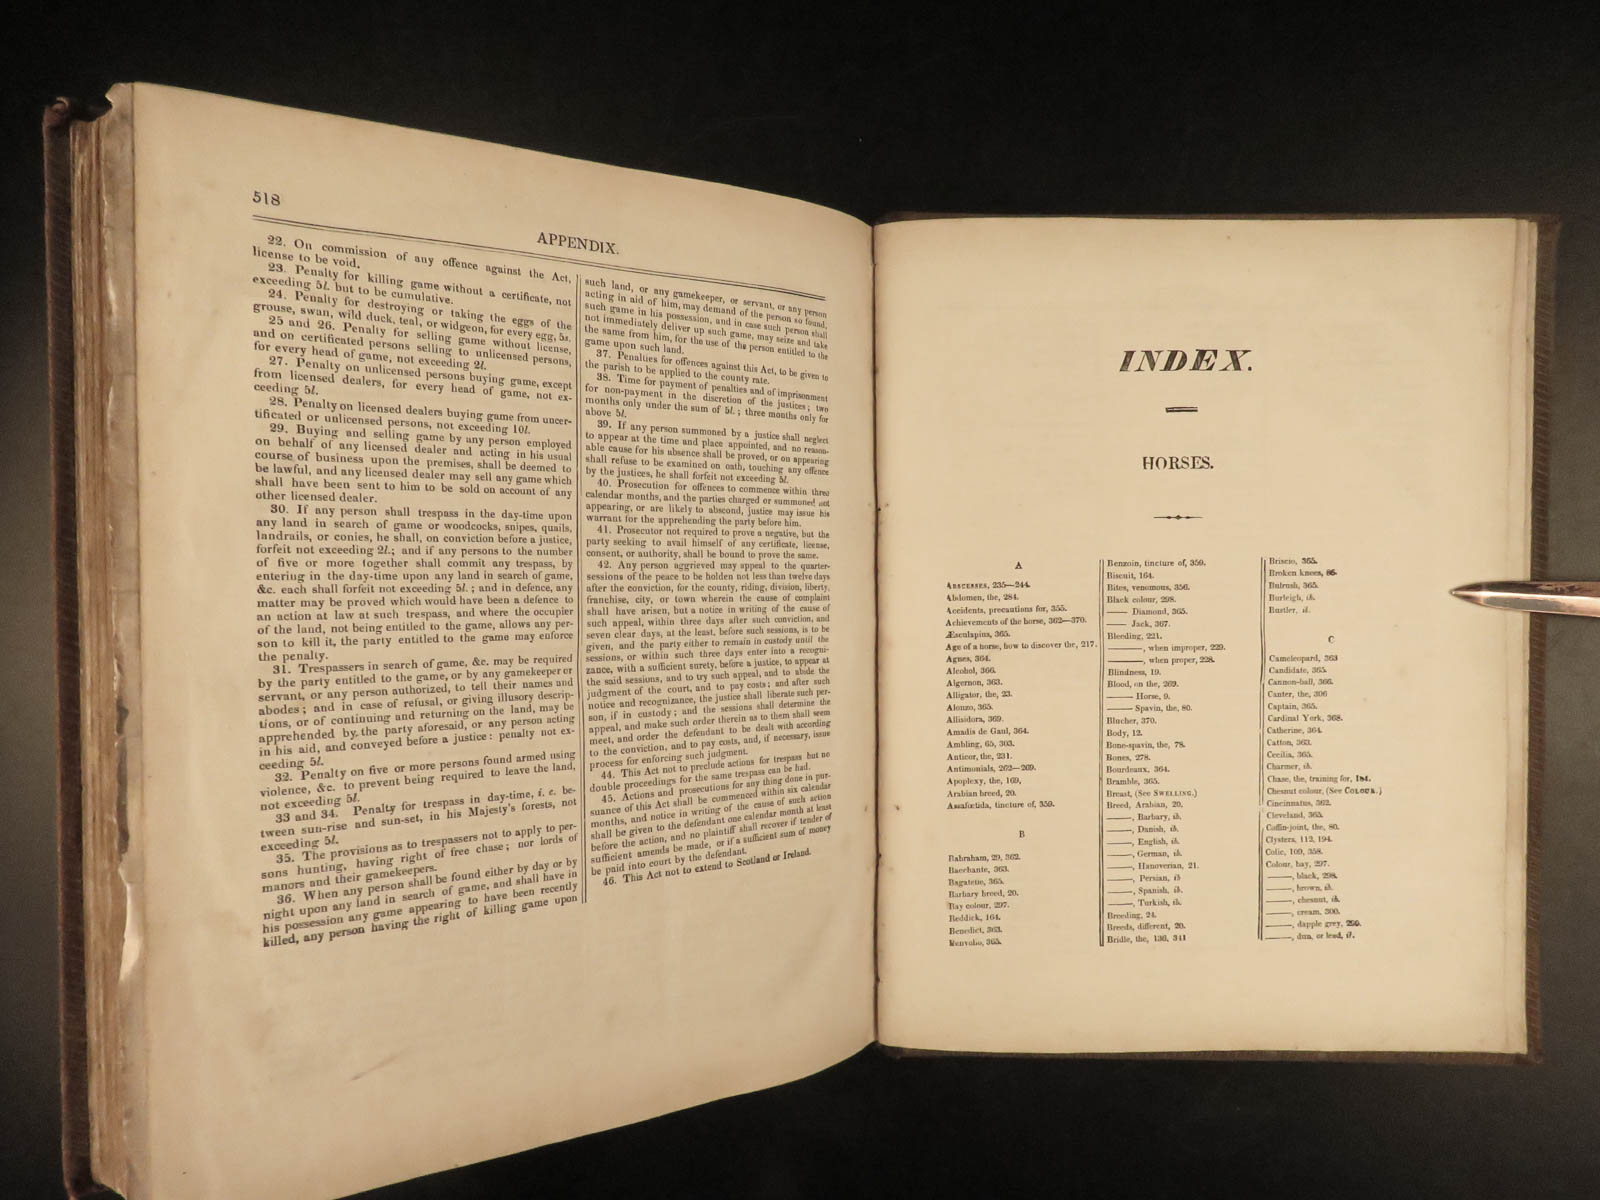 518
APPENDIX.
22. On commission of any offence against the Act,
license to be void.
23. Penalty for killing game without a certificate, not
exceeding 5l. but to be cumulative.
24. Penalty for destroying or taking the eggs of the
grouse, swan, wild duck, teal, or widgeon, for every egg, 5s.
25 and 26. Penalty for selling game without license,
and on certificated persons selling to unlicensed persons,
for every head of game, not exceeding 2l.
27. Penalty on unlicensed persons buying game, except
from licensed dealers, for every head of game, not ex-
ceeding 5l.
28. Penalty on licensed dealers buying game from uncer-
tificated or unlicensed persons, not exceeding 10l.
29. Buying and selling game by any person employed
on behalf of any licensed dealer and acting in his usual
course of business upon the premises, shall be deemed to
be lawful, and any licensed dealer may sell any game which
shall have been sent to him to be sold on account of any
other licensed dealer.
30. If any person shall trespass in the day-time upon
any land in search of game or woodcocks, snipes, quails,
landrails, or conies, he shall, on conviction before a justice,
forfeit not exceeding 2l.; and if any persons to the number
of five or more together shall commit any trespass, by
entering in the day-time upon any land in search of game,
&c. each shall forfeit not exceeding 5l.; and in defence, any
matter may be proved which would have been a defence to
an action at law at such trespass, and where the occupier
of the land, not being entitled to the game, allows any per-
son to kill it, the party entitled to the game may enforce
the penalty.
31. Trespassers in search of game, &c. may be required
by the party entitled to the game, or by any gamekeeper or
servant, or any person authorized, to tell their names and
abodes; and in case of refusal, or giving illusory descrip-
tions, or of continuing and returning on the land, may be
apprehended by the party aforesaid, or any person acting
in his aid, and conveyed before a justice: penalty not ex-
ceeding 5l.
32. Penalty on five or more persons found armed using
violence, &c. to prevent being required to leave the land,
not exceeding 5l.
33 and 34. Penalty for trespass in day-time, i. e. be-
tween sun-rise and sun-set, in his Majesty's forests, not
exceeding 5l.
35. The provisions as to trespassers not to apply to per-
sons hunting, having right of free chase; nor lords of
manors and their gamekeepers.
36. When any person shall be found either by day or by
night upon any land in search of game, and shall have in
his possession any game appearing to have been recently
killed, any person having the right of killing game upon
such land, or any gamekeeper, or servant, or any person
acting in aid of him, may demand of the person so found,
such game in his possession, and in case such person shall
not immediately deliver up such game, may seize and take
the same from him, for the use of the person entitled to the
game upon such land.
37. Penalties for offences against this Act, to be given to
the parish to be applied to the county rate.
38. Time for payment of penalties and of imprisonment
for non-payment in the discretion of the justices; two
months only under the sum of 5l.; three months only for
above 5l.
39. If any person summoned by a justice shall neglect
to appear at the time and place appointed, and no reason-
able cause for his absence shall be proved, or on appearing
shall refuse to be examined on oath, touching any offence
by the justices, he shall forfeit not exceeding 5l.
40. Prosecution for offences to commence within three
calendar months, and the parties charged or summoned not
appearing, or are likely to abscond, justice may issue his
warrant for the apprehending the party before him.
41. Prosecutor not required to prove a negative, but the
party seeking to avail himself of any certificate, license,
consent, or authority, shall be bound to prove the same.
42. Any person aggrieved may appeal to the quarter-
sessions of the peace to be holden not less than twelve days
after the conviction, for the county, riding, division, liberty,
franchise, city, or town wherein the cause of complaint
shall have arisen, but a notice in writing of the cause of
such appeal, within three days after such conviction, and
seven clear days, at the least, before such sessions, is to be
given, and the party either to remain in custody until the
sessions, or within such three days enter into a recogni-
zance, with a sufficient surety, before a justice, to appear at
the said sessions, and to try such appeal, and to abide the
judgment of the court, and to pay costs; and after such
notice and recognizance, the justice shall liberate such per-
son, if in custody; and the sessions shall determine the
appeal, and make such order therein as to them shall seem
meet, and order the defendant to be dealt with according
to the conviction, and to pay costs, and, if necessary, issue
process for enforcing such judgment.
44. This Act not to preclude actions for trespass but no
double proceedings for the same trespass can be had.
45. Actions and prosecutions for any thing done in pur-
suance of this Act shall be commenced within six calendar
months, and notice in writing of the cause of such action
shall be given to the defendant one calendar month at least
before the action, and no plaintiff shall recover if tender of
sufficient amends be made, or if a sufficient sum of money
be paid into court by the defendant.
46. This Act not to extend to Scotland or Ireland.
INDEX.
HORSES.
A
ABSCESSES, 235—244.
Abdomen, the, 284.
Accidents, precautions for, 355.
Achievements of the horse, 362—370.
Æsculapius, 365.
Age of a horse, how to discover the, 217.
Agnes, 364.
Alcohol, 366.
Algernon, 363.
Alligator, the, 23.
Alonzo, 365.
Allisidora, 369.
Amadis de Gaul, 364.
Ambling, 65, 303.
Anticor, the, 231.
Antimonials, 262—269.
Apoplexy, the, 169.
Arabian breed, 20.
Assafœtida, tincture of, 359.
B
Babraham, 29, 362.
Bacchante, 363.
Bagatelle, 365.
Barbary breed, 20.
Bay colour, 297.
Beddick, 164.
Benedict, 363.
Benvolio, 365.
Benzoin, tincture of, 359.
Biscuit, 164.
Bites, venomous, 356.
Black colour, 298.
—— Diamond, 365.
—— Jack, 367.
Bleeding, 221.
———, when improper, 229.
———, when proper, 228.
Blindness, 19.
Blood, on the, 269.
—— Horse, 9.
—— Spavin, the, 80.
Blucher, 370.
Body, 12.
Bone-spavin, the, 78.
Bones, 278.
Bourdeaux, 364.
Bramble, 365.
Breast, (See SWELLING.)
Breed, Arabian, 20.
——, Barbary, ib.
——, Danish, ib.
——, English, ib.
——, German, ib.
——, Hanoverian, 21.
——, Persian, ib
——, Spanish, ib.
——, Turkish, ib.
Breeding, 24.
Breeds, different, 20.
Bridle, the, 136, 341
Briscio, 365.
Broken knees,
Bulrush, 365.
Burleigh, ib.
Bustler, il.
C
Cameleopard, 363
Candidate, 365.
Cannon-ball, 366.
Canter, the, 306
Captain, 365.
Cardinal York, 368.
Catherine, 364.
Catton, 363.
Cecilia, 365.
Charmer, ib.
Chase, the, training for, 184.
Chesnut colour, (See COLOUR.)
Cincinnatus, 362.
Cleveland, 365.
Coffin-joint, the, 80.
Clysters, 112, 194.
Colic, 109, 358.
Colour, bay, 297.
——, black, 298.
——, brown, ib.
——, chesnut, ib.
——, cream, 300.
——, dapple grey,
——, dun, or lead, il.